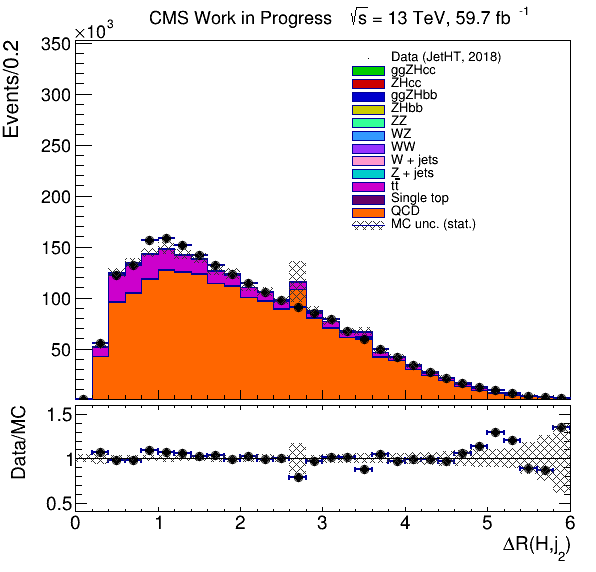 CMS Work in Progress √s = 13 TeV, 59.7 fb⁻¹
×10³
Events/0.2
350
300
250
200
150
100
50
Data (JetHT, 2018)
ggZHcc
ZHcc
ggZHbb
ZHbb
ZZ
WZ
WW
W + jets
Z + jets
tt̅
Single top
QCD
MC unc. (stat.)
Data/MC
1.5
1
0.5
0 1 2 3 4 5 6
ΔR(H,j₂)